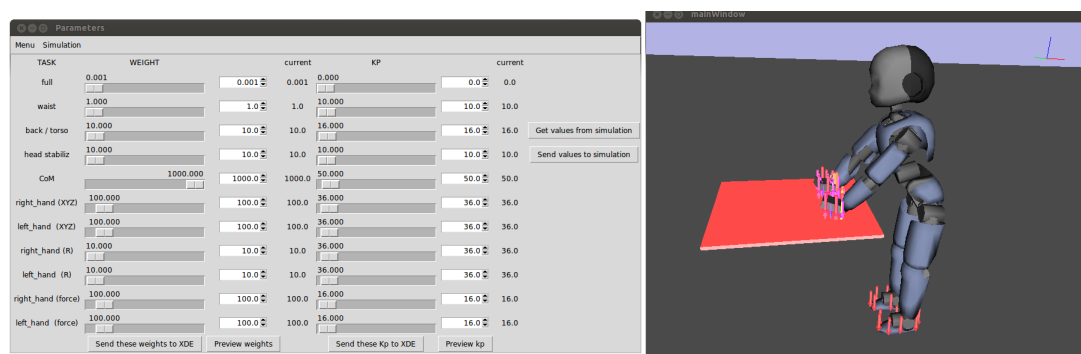 Parameters
mainWindow
Menu Simulation
TASK WEIGHT current KP current
full 0.001 0.001 0.001 0.000 0.0 0.0
waist 1.000 1.0 1.0 10.000 10.0 10.0
back / torso 10.000 10.0 10.0 16.000 16.0 16.0 Get values from simulation
head stabiliz 10.000 10.0 10.0 10.000 10.0 10.0 Send values to simulation
CoM 1000.000 1000.0 1000.0 50.000 50.0 50.0
right_hand (XYZ) 100.000 100.0 100.0 36.000 36.0 36.0
left_hand (XYZ) 100.000 100.0 100.0 36.000 36.0 36.0
right_hand (R) 10.000 10.0 10.0 36.000 36.0 36.0
left_hand (R) 10.000 10.0 10.0 36.000 36.0 36.0
right_hand (force) 100.000 100.0 100.0 16.000 16.0 16.0
left_hand (force) 100.000 100.0 100.0 16.000 16.0 16.0
Send these weights to XDE Preview weights Send these Kp to XDE Preview kp